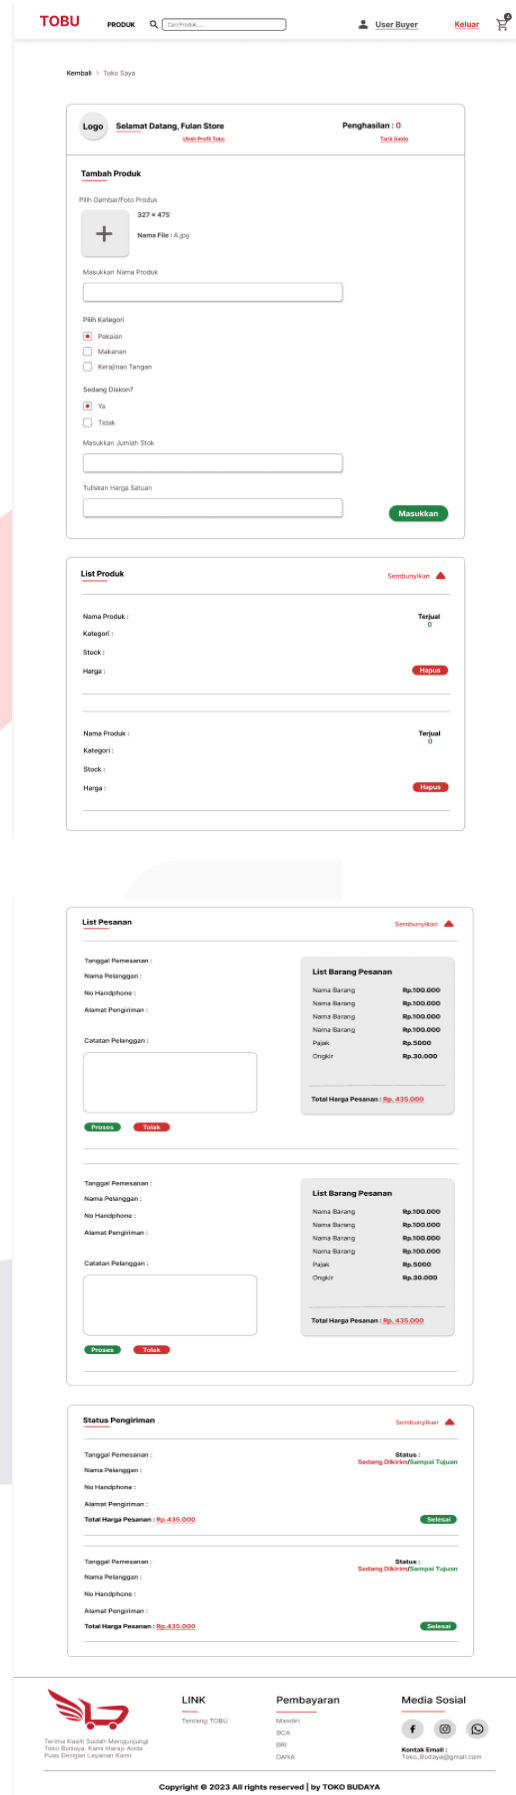 TOBU
PRODUK
Cari Produk.....
User Buyer
Keluar
Kembali > Toko Saya
Logo
Selamat Datang, Fulan Store
Ubah Profil Toko
Penghasilan : 0
Tarik Saldo
Tambah Produk
Pilih Gambar/Foto Produk
327 × 475
Nama File : A.jpg
Masukkan Nama Produk
Pilih Kategori
Pakaian
Makanan
Kerajinan Tangan
Sedang Diskon?
Ya
Tidak
Masukkan Jumlah Stok
Tuliskan Harga Satuan
Masukkan
List Produk
Sembunyikan
Nama Produk :
Terjual
0
Kategori :
Stock :
Harga :
Hapus
Nama Produk :
Terjual
0
Kategori :
Stock :
Harga :
Hapus
List Pesanan
Sembunyikan
Tanggal Pemesanan :
Nama Pelanggan :
No Handphone :
Alamat Pengiriman :
Catatan Pelanggan :
Proses
Tolak
List Barang Pesanan
Nama Barang Rp.100.000
Nama Barang Rp.100.000
Nama Barang Rp.100.000
Nama Barang Rp.100.000
Pajak Rp.5000
Ongkir Rp.30.000
Total Harga Pesanan : Rp. 435.000
Tanggal Pemesanan :
Nama Pelanggan :
No Handphone :
Alamat Pengiriman :
Catatan Pelanggan :
Proses
Tolak
List Barang Pesanan
Nama Barang Rp.100.000
Nama Barang Rp.100.000
Nama Barang Rp.100.000
Nama Barang Rp.100.000
Pajak Rp.5000
Ongkir Rp.30.000
Total Harga Pesanan : Rp. 435.000
Status Pengiriman
Sembunyikan
Tanggal Pemesanan :
Status :
Sedang Dikirim/Sampai Tujuan
Nama Pelanggan :
No Handphone :
Alamat Pengiriman :
Total Harga Pesanan : Rp.435.000
Selesai
Tanggal Pemesanan :
Status :
Sedang Dikirim/Sampai Tujuan
Nama Pelanggan :
No Handphone :
Alamat Pengiriman :
Total Harga Pesanan : Rp.435.000
Selesai
Terima Kasih Sudah Mengunjungi
Toko Budaya. Kami Harap Anda
Puas Dengan Layanan Kami
LINK
Tentang TOBU
Pembayaran
Mandiri
BCA
BRI
DANA
Media Sosial
Kontak Email :
Toko_Budaya@gmail.com
Copyright © 2023 All rights reserved | by TOKO BUDAYA